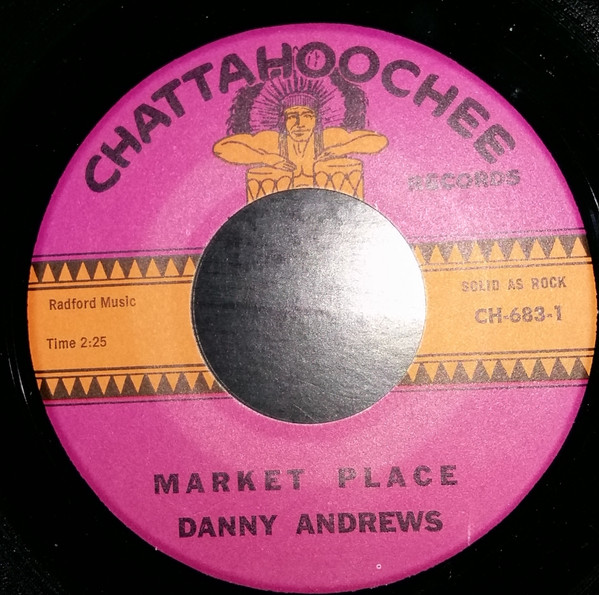 CHATTAHOOCHEE
RECORDS
Radford Music
Time 2:25
SOLID AS ROCK
CH-683-1
MARKET PLACE
DANNY ANDREWS